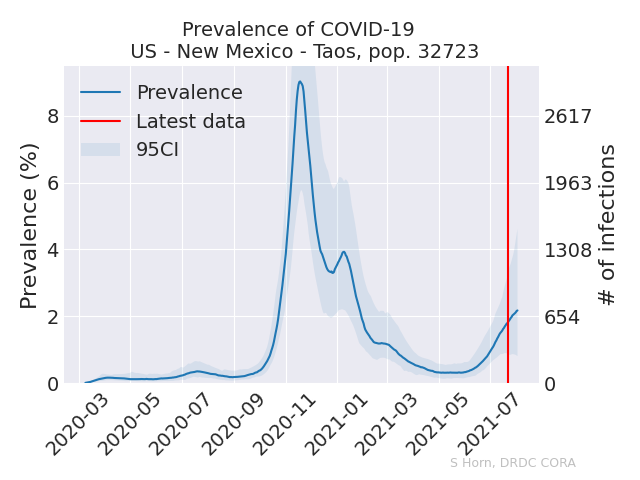 Prevalence of COVID-19
US - New Mexico - Taos, pop. 32723
Prevalence
Latest data
95CI
Prevalence (%)
8
6
4
2
0
2617
1963
1308
654
0
# of infections
2020-03
2020-05
2020-07
2020-09
2020-11
2021-01
2021-03
2021-05
2021-07
S Horn, DRDC CORA